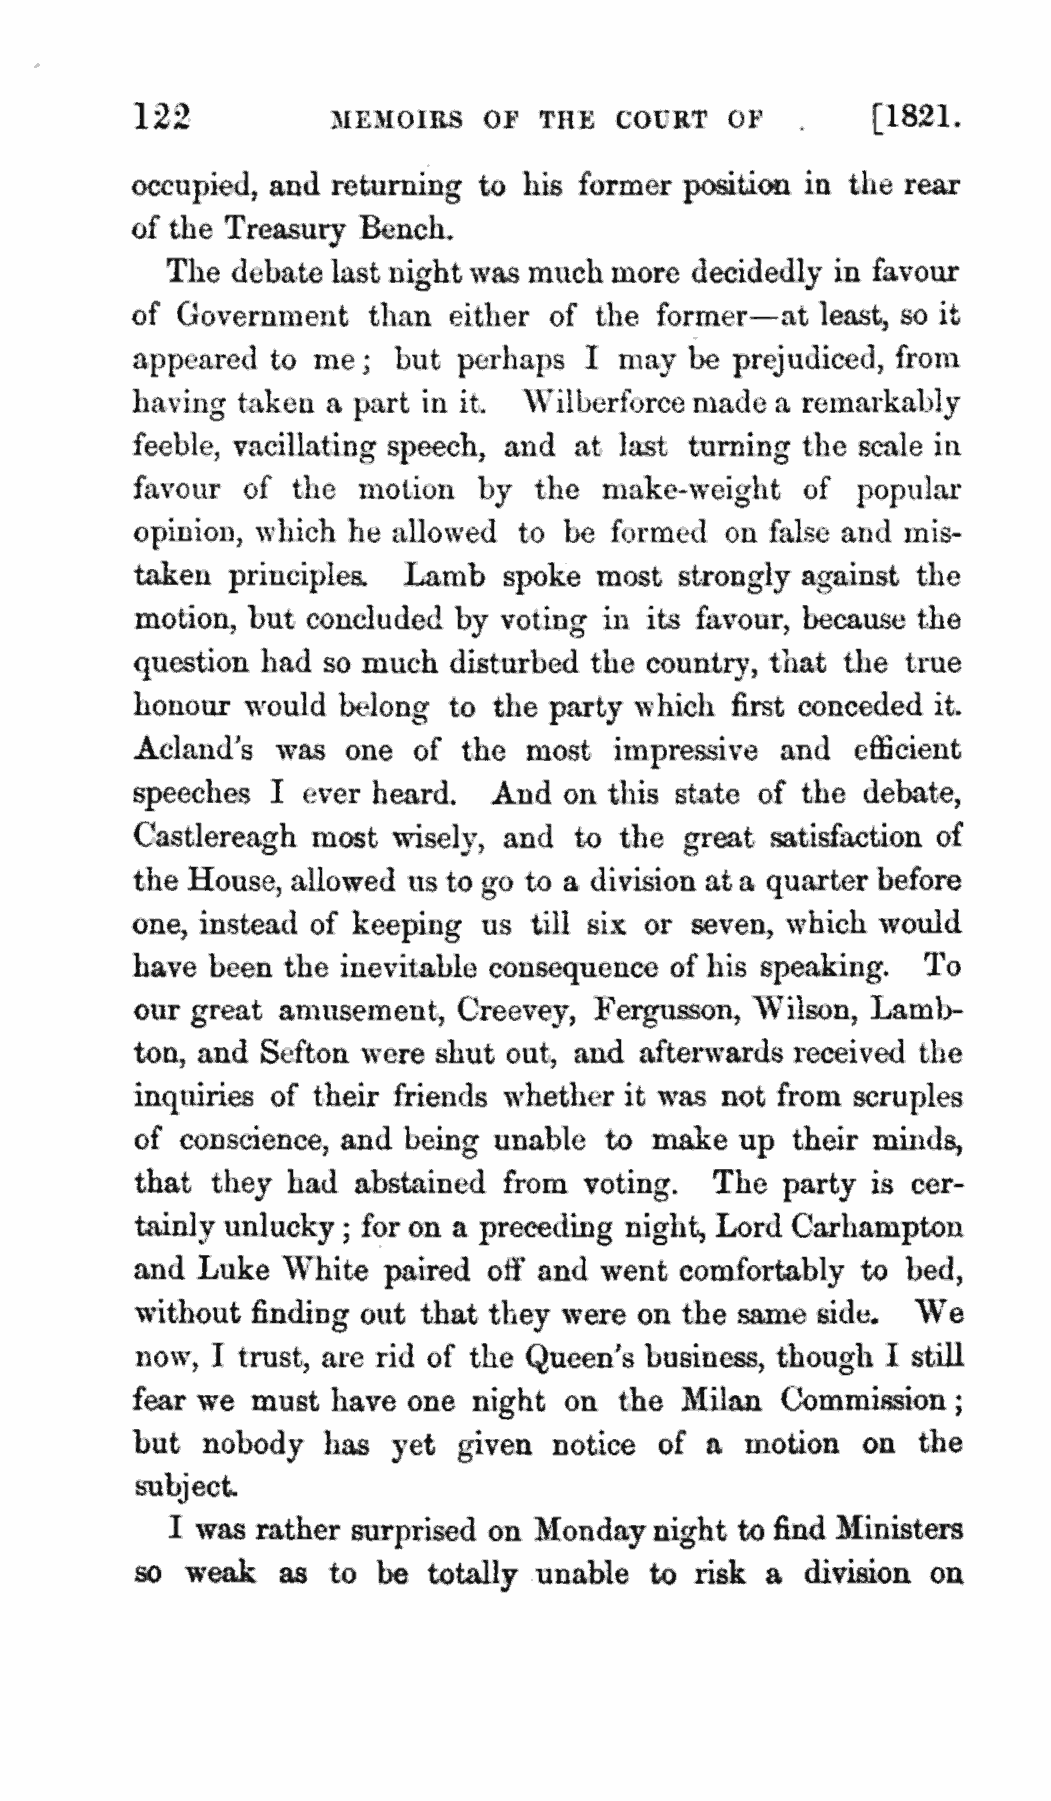 122 MEMOIRS OF THE COURT OF [1821.
occupied, and returning to his former position in the rear
of the Treasury Bench.
The debate last night was much more decidedly in favour
of Government than either of the former—at least, so it
appeared to me; but perhaps I may be prejudiced, from
having taken a part in it. Wilberforce made a remarkably
feeble, vacillating speech, and at last turning the scale in
favour of the motion by the make-weight of popular
opinion, which he allowed to be formed on false and mis-
taken principles. Lamb spoke most strongly against the
motion, but concluded by voting in its favour, because the
question had so much disturbed the country, that the true
honour would belong to the party which first conceded it.
Acland's was one of the most impressive and efficient
speeches I ever heard. And on this state of the debate,
Castlereagh most wisely, and to the great satisfaction of
the House, allowed us to go to a division at a quarter before
one, instead of keeping us till six or seven, which would
have been the inevitable consequence of his speaking. To
our great amusement, Creevey, Fergusson, Wilson, Lamb-
ton, and Sefton were shut out, and afterwards received the
inquiries of their friends whether it was not from scruples
of conscience, and being unable to make up their minds,
that they had abstained from voting. The party is cer-
tainly unlucky; for on a preceding night, Lord Carhampton
and Luke White paired off and went comfortably to bed,
without finding out that they were on the same side. We
now, I trust, are rid of the Queen's business, though I still
fear we must have one night on the Milan Commission;
but nobody has yet given notice of a motion on the
subject.
I was rather surprised on Monday night to find Ministers
so weak as to be totally unable to risk a division on